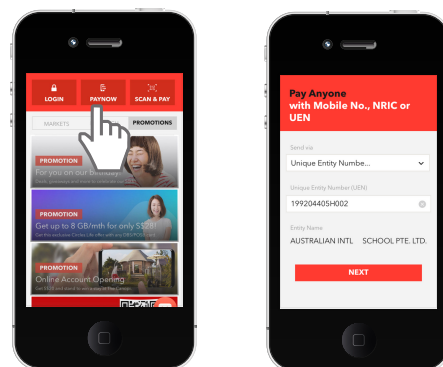 LOGIN
PAYNOW
SCAN & PAY
MARKETS
PROMOTIONS
PROMOTION
For you on our birthday
PROMOTION
Get up to 8 GB/mth for only S$28!
PROMOTION
Online Account Opening
Pay Anyone
with Mobile No., NRIC or
UEN
Send via
Unique Entity Numbe...
Unique Entity Number (UEN)
199204405H002
Entity Name
AUSTRALIAN INTL SCHOOL PTE. LTD.
NEXT